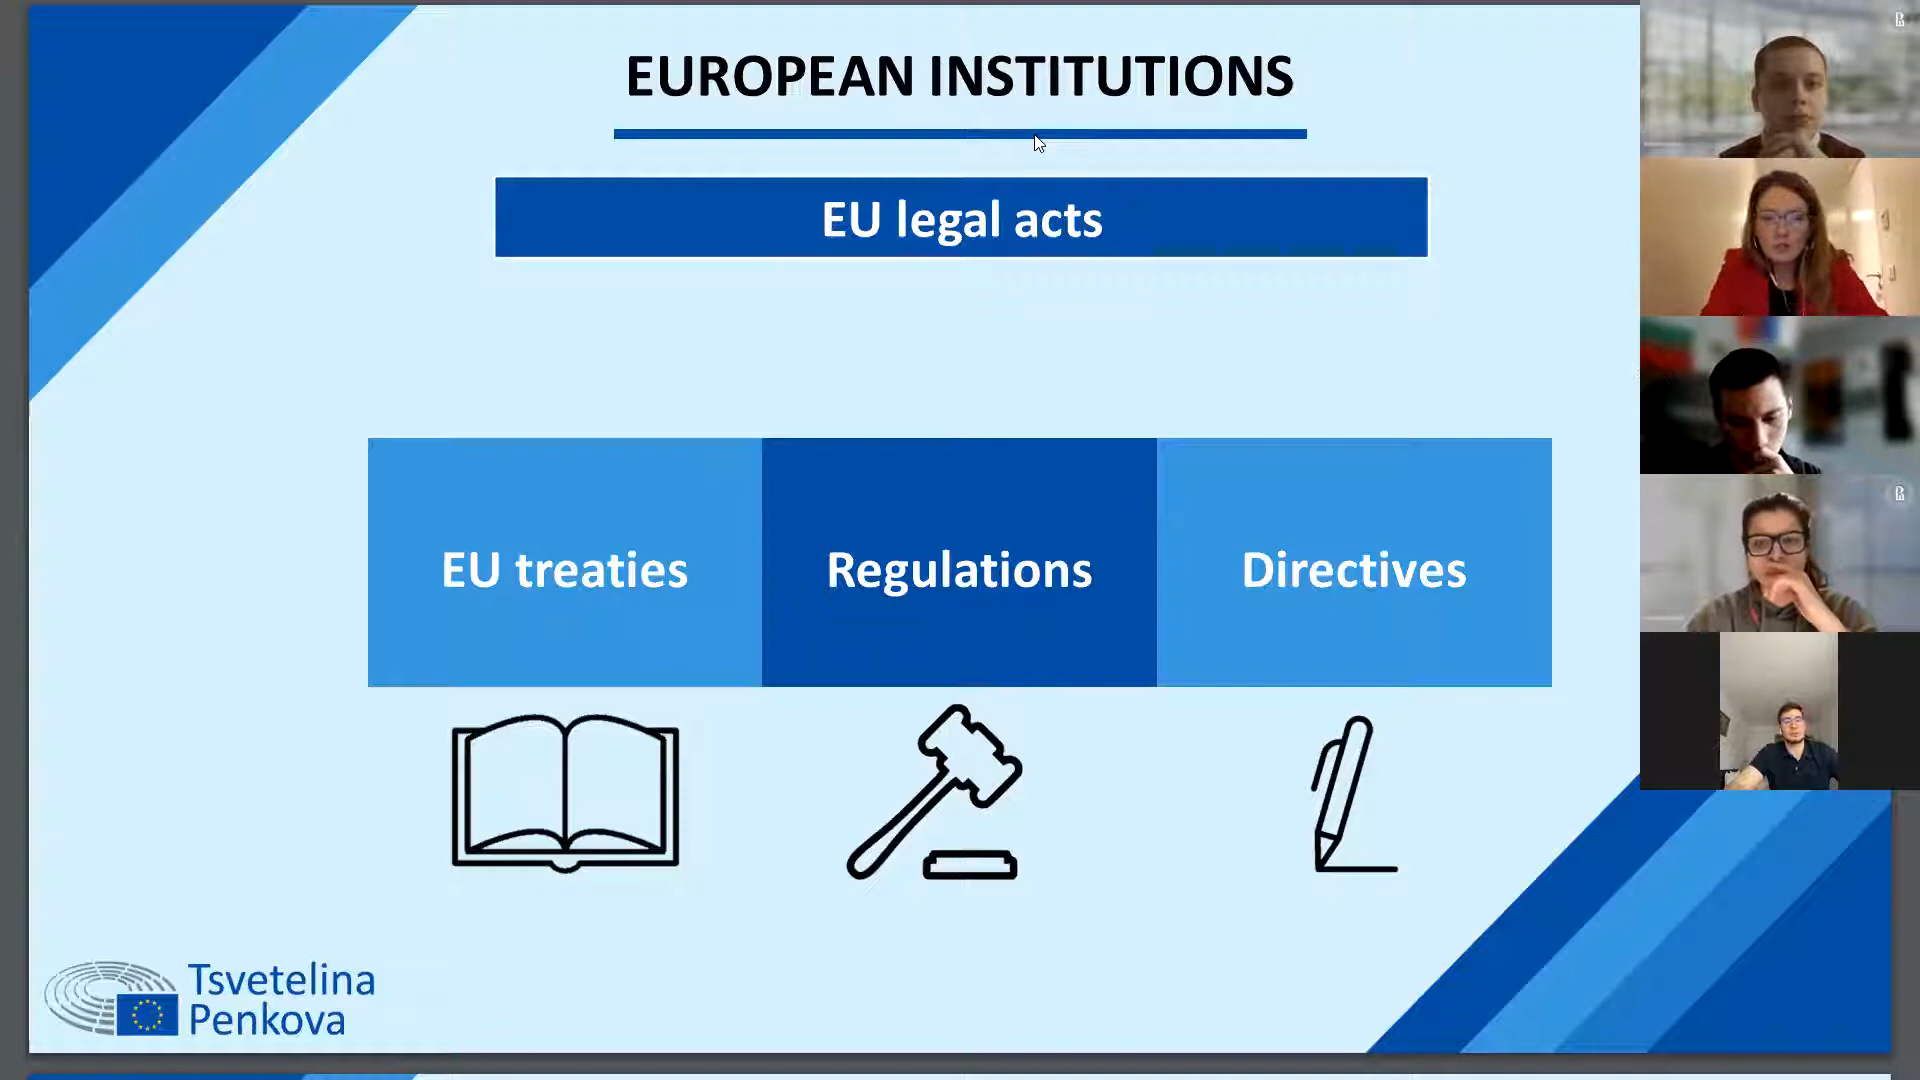 EUROPEAN INSTITUTIONS
EU legal acts
EU treaties
Regulations
Directives
Tsvetelina
Penkova